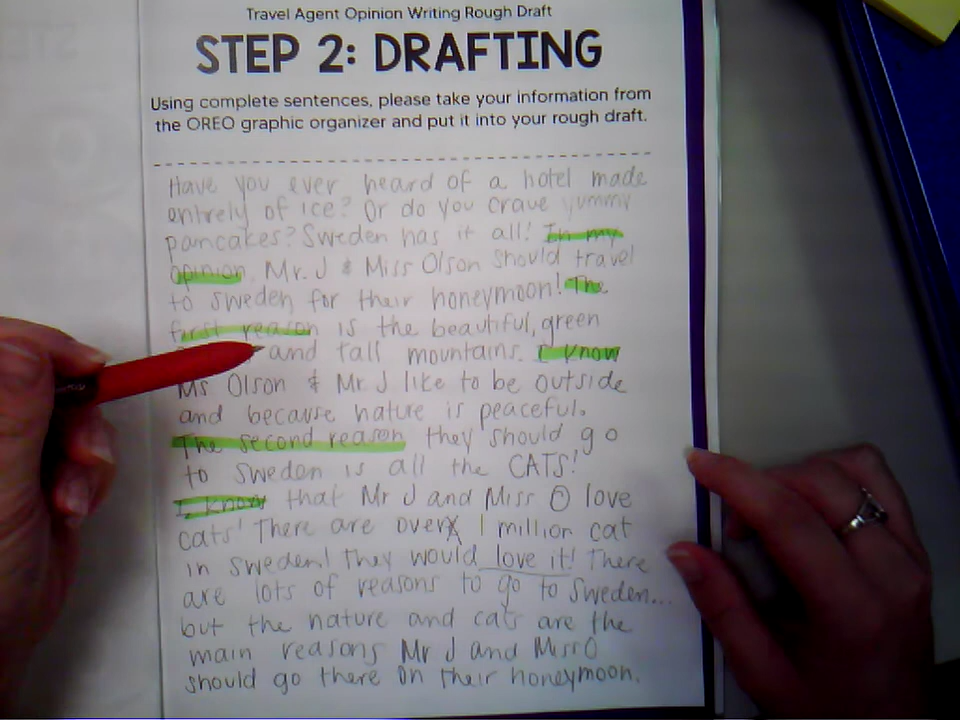 Travel Agent Opinion Writing Rough Draft
STEP 2: DRAFTING
Using complete sentences, please take your information from
the OREO graphic organizer and put it into your rough draft.
Have you ever heard of a hotel made
entirely of ice? Or do you crave yummy
pancakes? Sweden has it all! In my
opinion, Mr. J & Miss Olson should travel
to sweden for their honeymoon! The
first reason is the beautiful, green
and tall mountains. I know
Ms Olson & Mr J like to be outside
and because nature is peaceful.
The second reason they should go
to Sweden is all the CATS!
I know that Mr J and Miss O love
cats! There are over 1 million cat
in sweden! They would love it! There
are lots of reasons to go to Sweden...
but the nature and cats are the
main reasons Mr J and Miss O
should go there on their honeymoon.